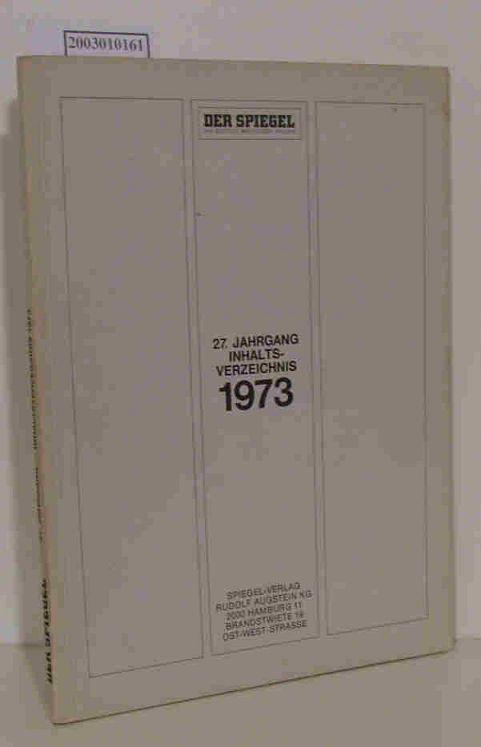 2003010161
DER SPIEGEL
27. JAHRGANG
INHALTS-
VERZEICHNIS
1973
SPIEGEL-VERLAG
RUDOLF AUGSTEIN KG
2000 HAMBURG 11
BRANDSTWIETE 19
OST-WEST-STRASSE
DER SPIEGEL